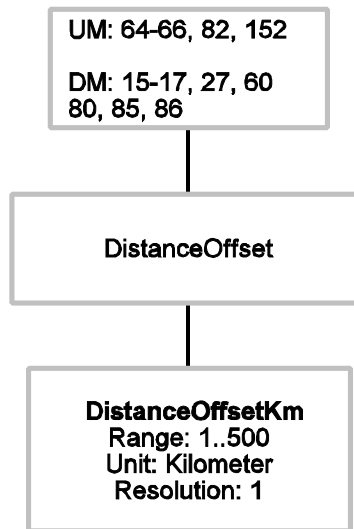 UM: 64-66, 82, 152
DM: 15-17, 27, 60
80, 85, 86
DistanceOffset
DistanceOffsetKm
Range: 1..500
Unit: Kilometer
Resolution: 1